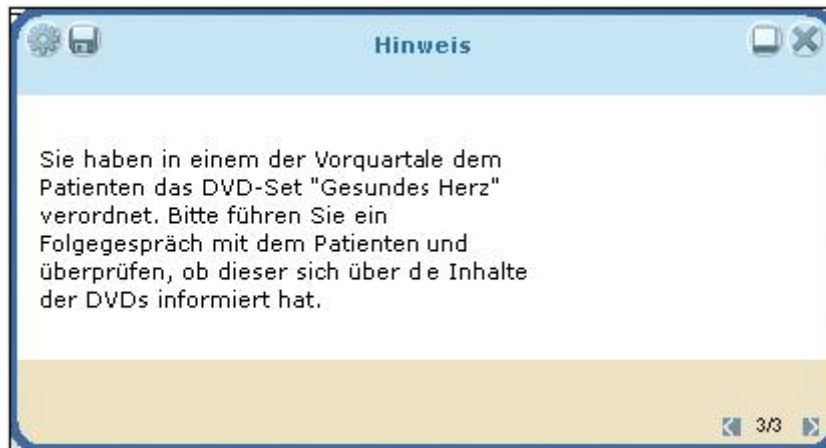 Hinweis
Sie haben in einem der Vorquartale dem
Patienten das DVD-Set "Gesundes Herz"
verordnet. Bitte führen Sie ein
Folgegespräch mit dem Patienten und
überprüfen, ob dieser sich über de Inhalte
der DVDs informiert hat.
3/3